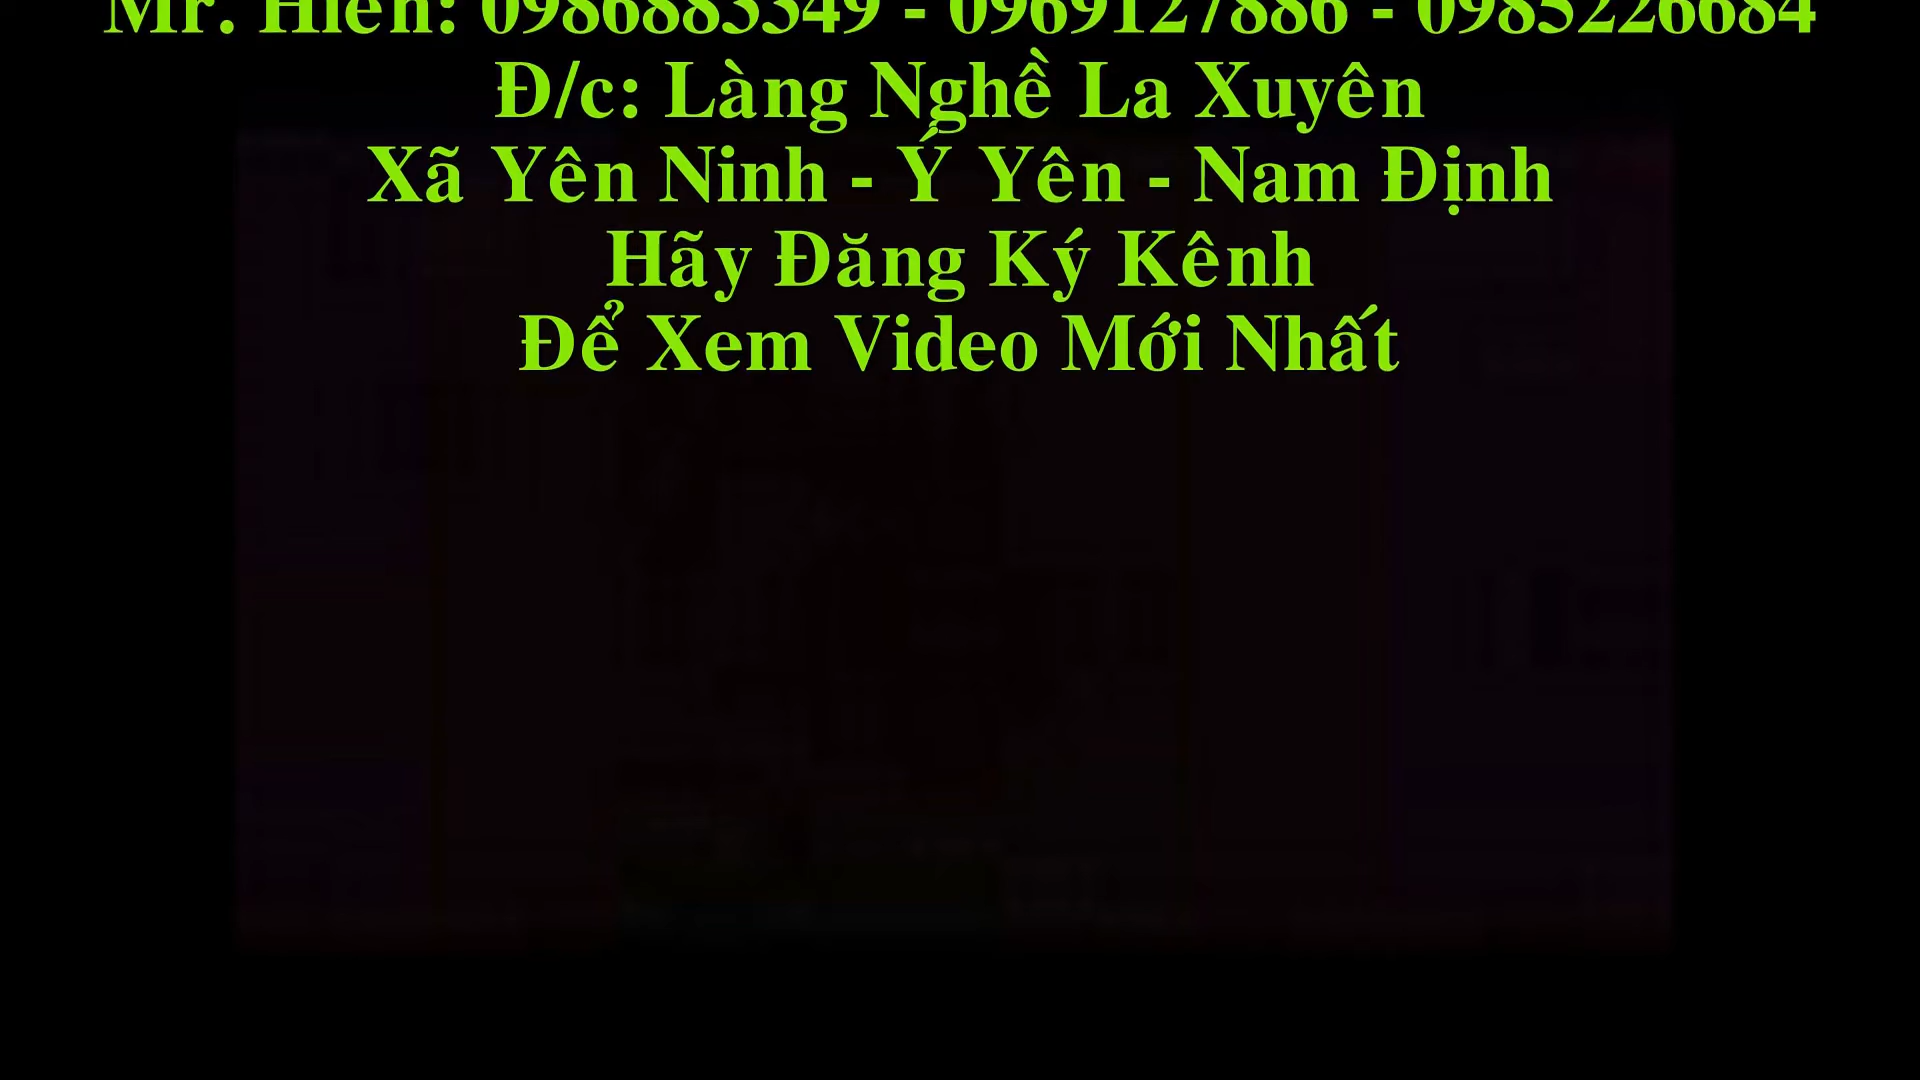 Mr. Hiển: 0986883349 - 0969127886 - 0985226684
Đ/c: Làng Nghề La Xuyên
Xã Yên Ninh - Ý Yên - Nam Định
Hãy Đăng Ký Kênh
Để Xem Video Mới Nhất